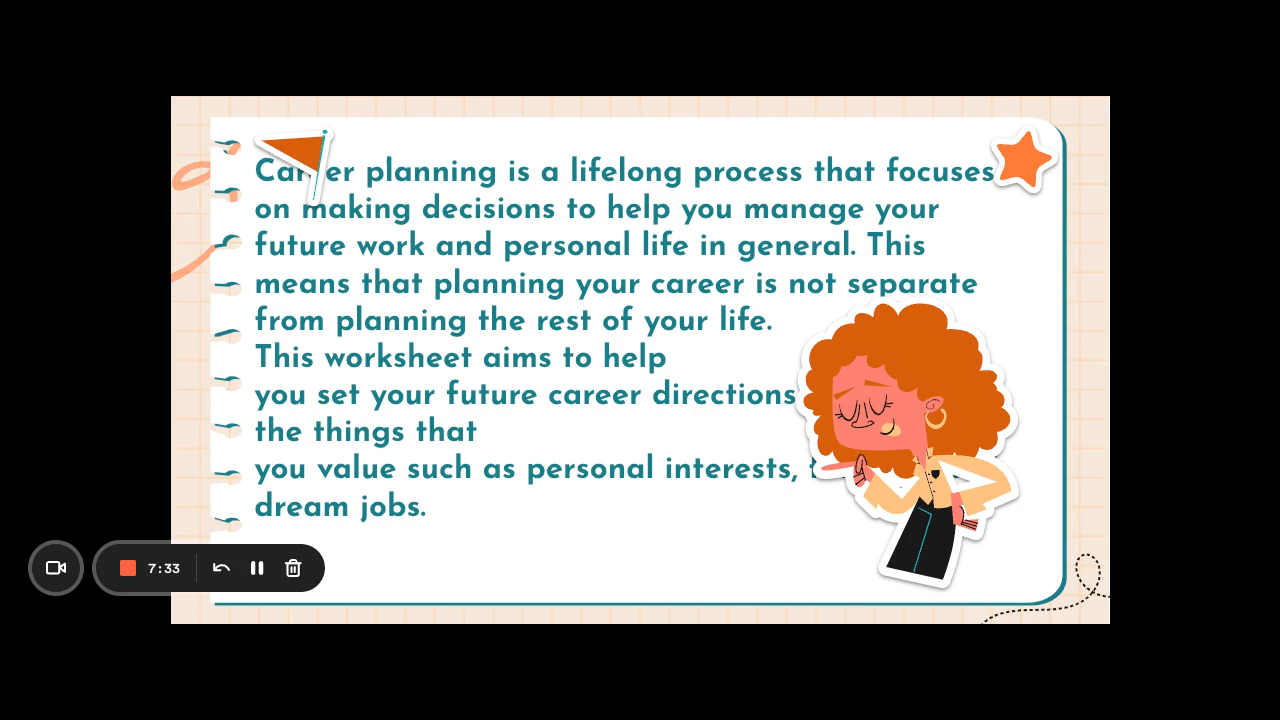 Career planning is a lifelong process that focuses
on making decisions to help you manage your
future work and personal life in general. This
means that planning your career is not separate
from planning the rest of your life.
This worksheet aims to help
you set your future career directions
the things that
you value such as personal interests,
dream jobs.
7:33